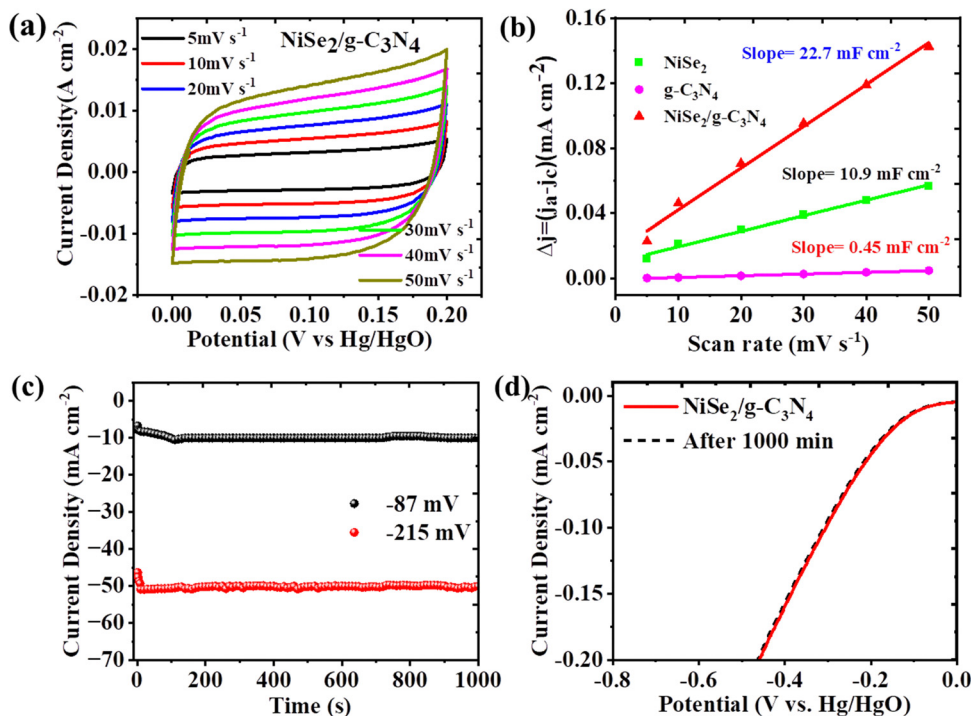 (a)
5mV s⁻¹
10mV s⁻¹
20mV s⁻¹
NiSe₂/g-C₃N₄
30mV s⁻¹
40mV s⁻¹
50mV s⁻¹
0.02
0.01
0.00
-0.01
-0.02
Current Density(A cm⁻²)
0.00 0.05 0.10 0.15 0.20
Potential (V vs Hg/HgO)
(b)
NiSe₂
g-C₃N₄
NiSe₂/g-C₃N₄
Slope= 22.7 mF cm⁻²
Slope= 10.9 mF cm⁻²
Slope= 0.45 mF cm⁻²
0.16
0.12
0.08
0.04
0.00
Δj=(jₐ-jc)(mA cm⁻²)
0 10 20 30 40 50
Scan rate (mV s⁻¹)
(c)
0
−10
−20
−30
−40
−50
−60
−70
Current Density (mA cm⁻²)
-87 mV
-215 mV
0 200 400 600 800 1000
Time (s)
(d)
NiSe₂/g-C₃N₄
After 1000 min
0.00
-0.05
-0.10
-0.15
-0.20
Current Density (mA cm⁻²)
-0.8 -0.6 -0.4 -0.2 0.0
Potential (V vs. Hg/HgO)